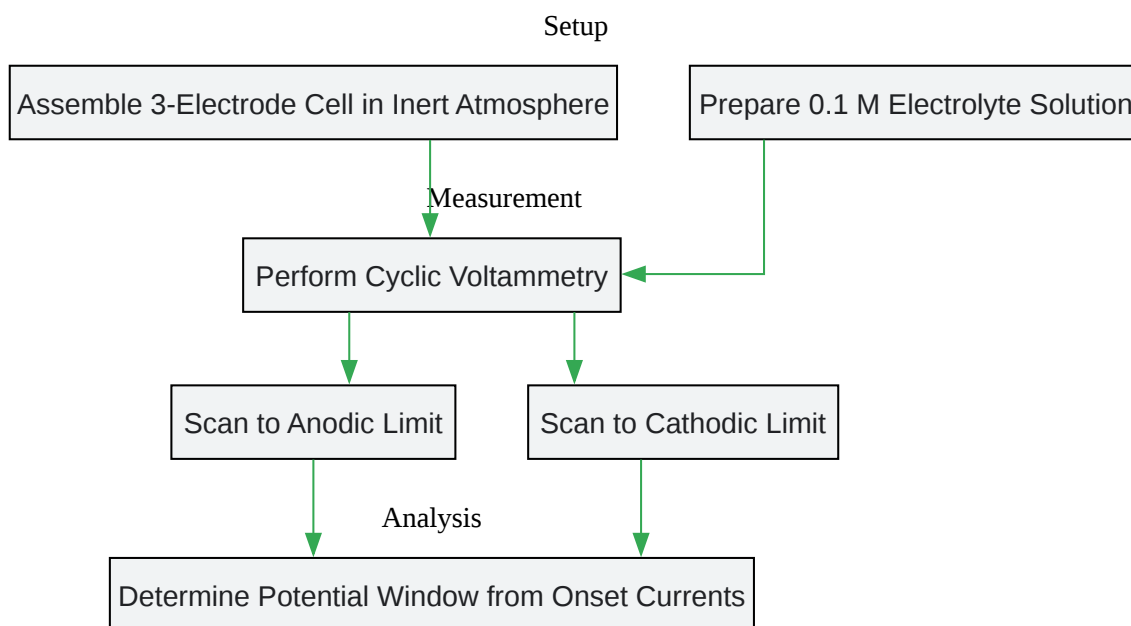 Setup
Assemble 3-Electrode Cell in Inert Atmosphere
Prepare 0.1 M Electrolyte Solution
Measurement
Perform Cyclic Voltammetry
Scan to Anodic Limit
Scan to Cathodic Limit
Analysis
Determine Potential Window from Onset Currents